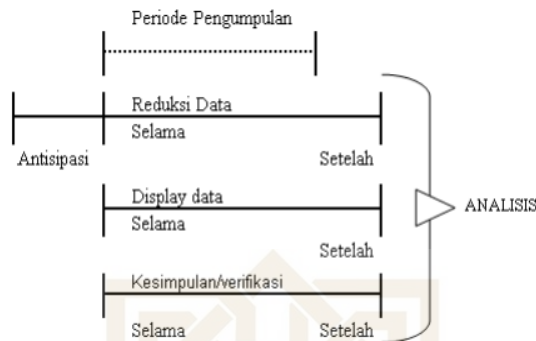 Periode Pengumpulan
Reduksi Data
Selama
Antisipasi
Setelah
Display data
Selama
ANALISIS
Setelah
Kesimpulan/verifikasi
Selama
Setelah